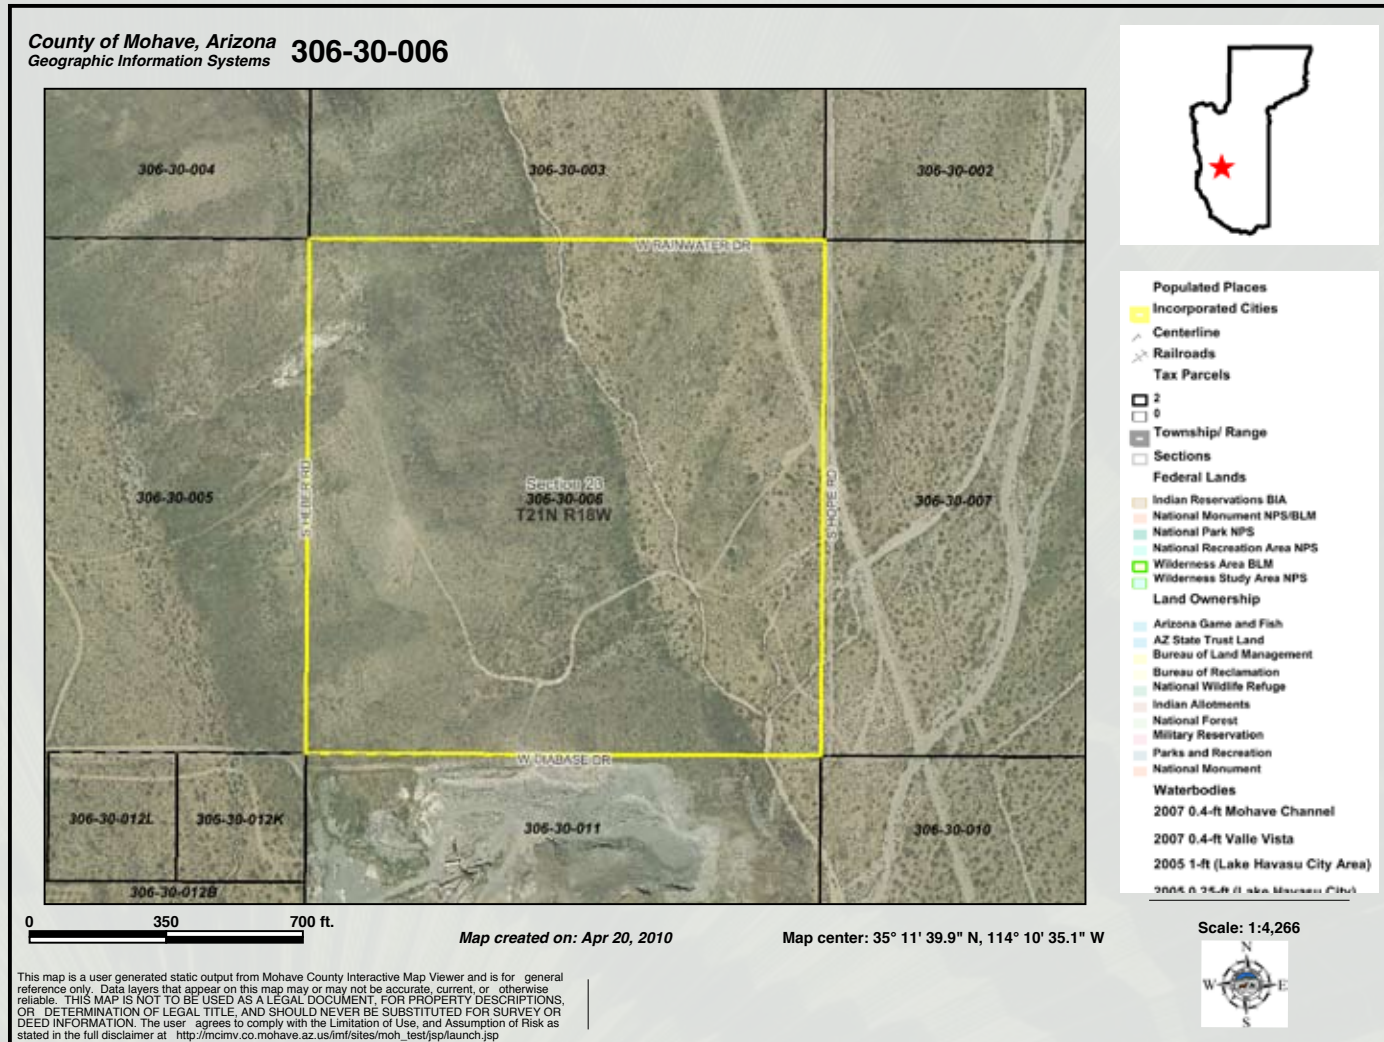 County of Mohave, Arizona
Geographic Information Systems
306-30-006
306-30-004
306-30-003
306-30-002
W RAINWATER DR
306-30-005
S HEBER RD
Section 23
306-30-006
T21N R18W
S HOPE RD
306-30-007
W DIABASE DR
306-30-012L
306-30-012K
306-30-011
306-30-010
306-30-012B
Populated Places
Incorporated Cities
Centerline
Railroads
Tax Parcels
2
0
Township/ Range
Sections
Federal Lands
Indian Reservations BIA
National Monument NPS/BLM
National Park NPS
National Recreation Area NPS
Wilderness Area BLM
Wilderness Study Area NPS
Land Ownership
Arizona Game and Fish
AZ State Trust Land
Bureau of Land Management
Bureau of Reclamation
National Wildlife Refuge
Indian Allotments
National Forest
Military Reservation
Parks and Recreation
National Monument
Waterbodies
2007 0.4-ft Mohave Channel
2007 0.4-ft Valle Vista
2005 1-ft (Lake Havasu City Area)
2005 0.25-ft (Lake Havasu City)
0 350 700 ft.
Map created on: Apr 20, 2010
Map center: 35° 11' 39.9" N, 114° 10' 35.1" W
Scale: 1:4,266
N
W E
S
This map is a user generated static output from Mohave County Interactive Map Viewer and is for general
reference only. Data layers that appear on this map may or may not be accurate, current, or otherwise
reliable. THIS MAP IS NOT TO BE USED AS A LEGAL DOCUMENT, FOR PROPERTY DESCRIPTIONS,
OR DETERMINATION OF LEGAL TITLE, AND SHOULD NEVER BE SUBSTITUTED FOR SURVEY OR
DEED INFORMATION. The user agrees to comply with the Limitation of Use, and Assumption of Risk as
stated in the full disclaimer at http://mcimv.co.mohave.az.us/imf/sites/moh_test/jsp/launch.jsp